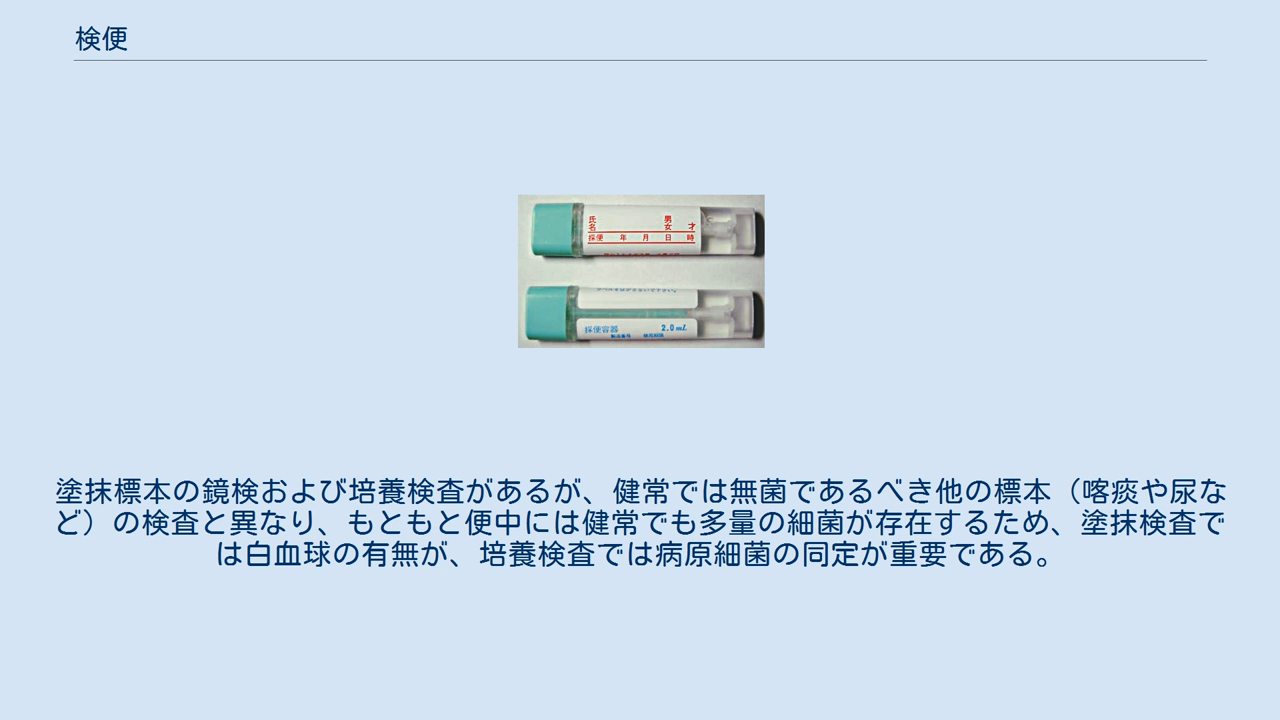 検便
氏名 男女 才
採便 年 月 日 時
採便容器 2.0mL
塗抹標本の鏡検および培養検査があるが、健常では無菌であるべき他の標本（喀痰や尿な
ど）の検査と異なり、もともと便中には健常でも多量の細菌が存在するため、塗抹検査で
は白血球の有無が、培養検査では病原細菌の同定が重要である。